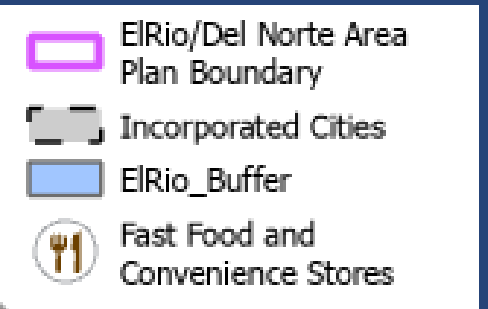 ElRio/Del Norte Area
Plan Boundary
Incorporated Cities
ElRio_Buffer
Fast Food and
Convenience Stores